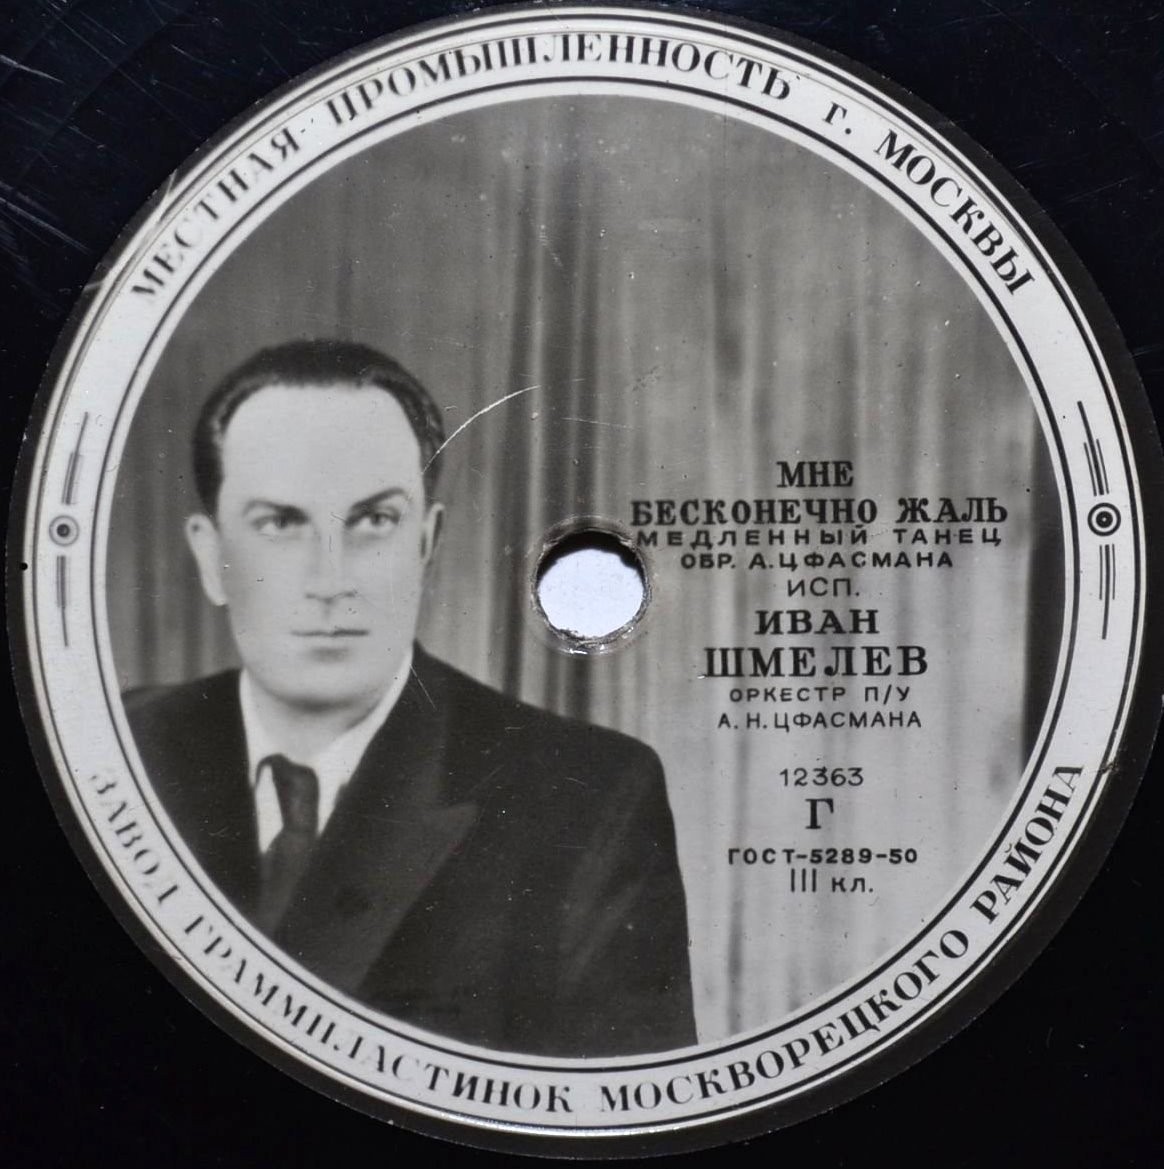 МЕСТНАЯ ПРОМЫШЛЕННОСТЬ г. МОСКВЫ
МНЕ
БЕСКОНЕЧНО ЖАЛЬ
МЕДЛЕННЫЙ ТАНЕЦ
ОБР. А.ЦФАСМАНА
ИСП.
ИВАН
ШМЕЛЕВ
ОРКЕСТР П/У
А.Н.ЦФАСМАНА
12363
Г
ГОСТ-5289-50
III кл.
ЗАВОД ГРАММПЛАСТИНОК МОСКВОРЕЦКОГО РАЙОНА